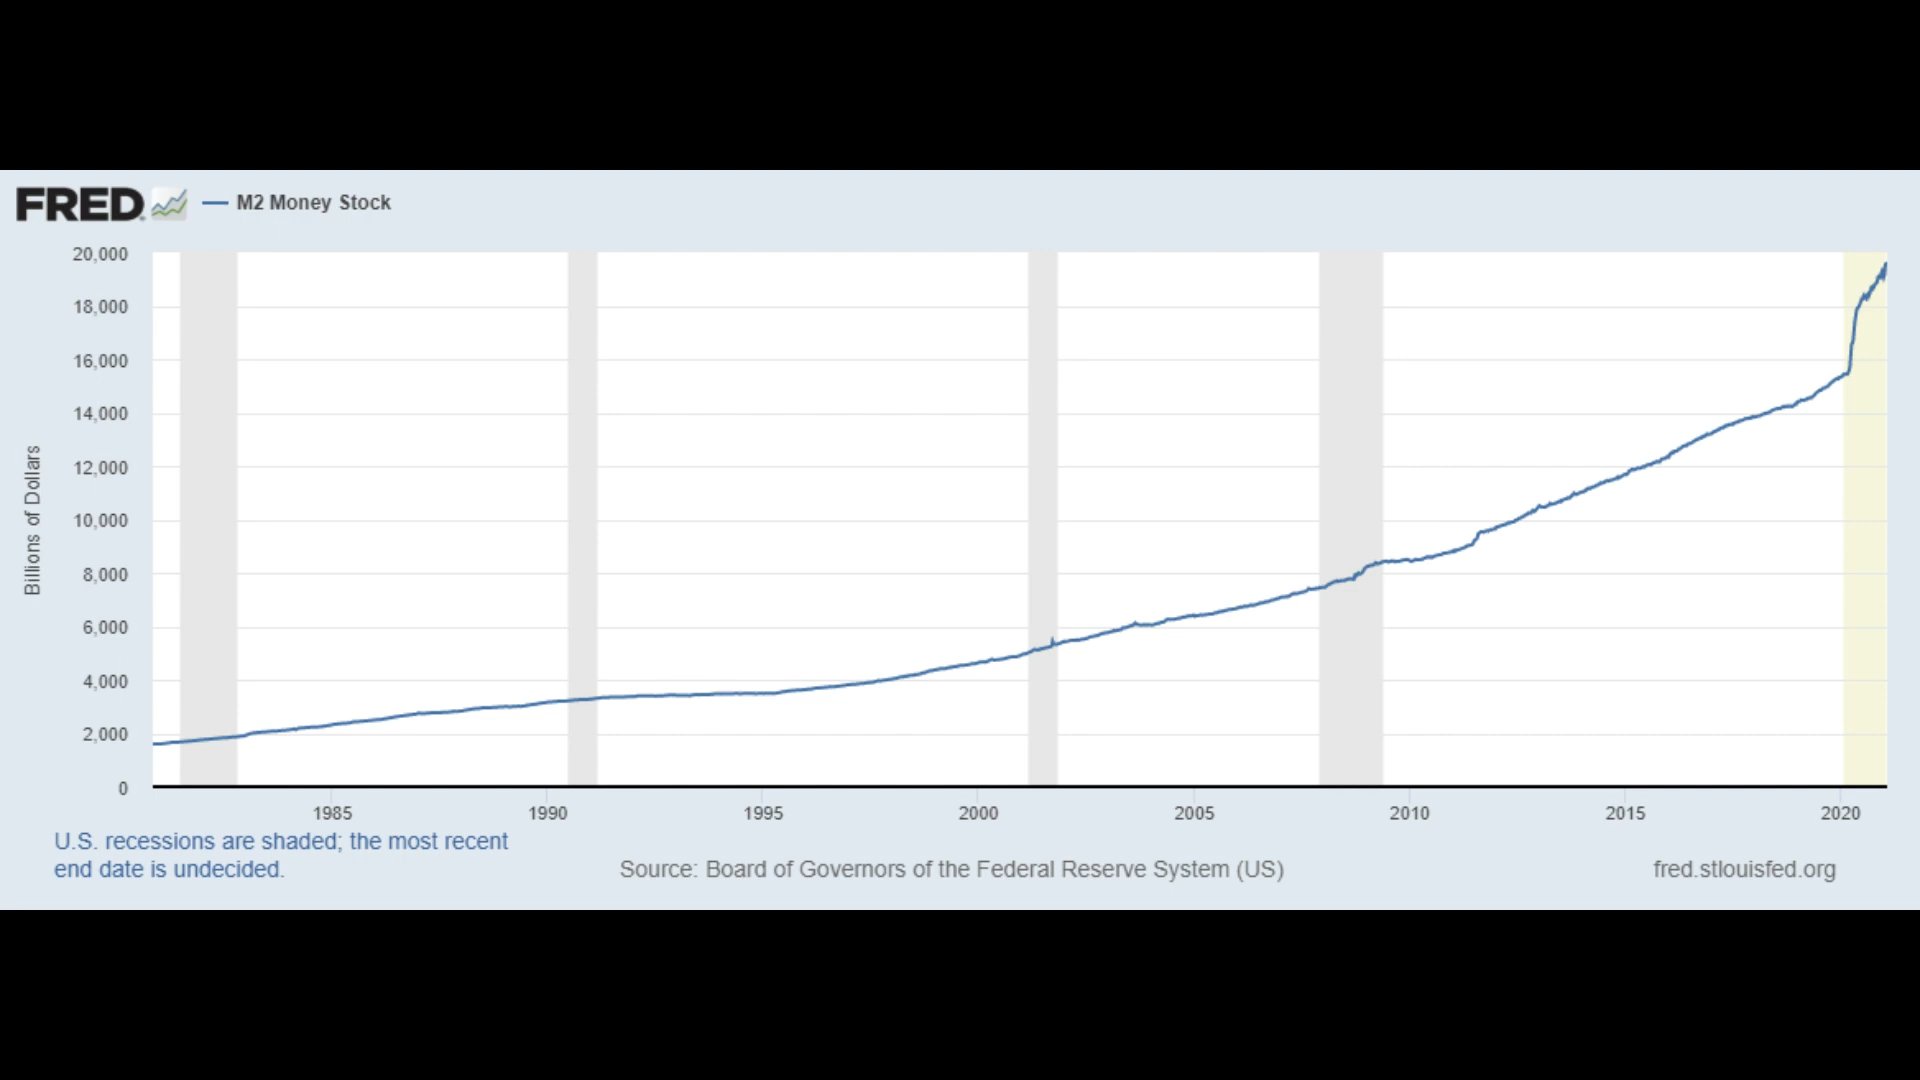 FRED M2 Money Stock
20,000
18,000
16,000
14,000
12,000
10,000
8,000
6,000
4,000
2,000
0
Billions of Dollars
1985 1990 1995 2000 2005 2010 2015 2020
U.S. recessions are shaded; the most recent
end date is undecided.
Source: Board of Governors of the Federal Reserve System (US)
fred.stlouisfed.org